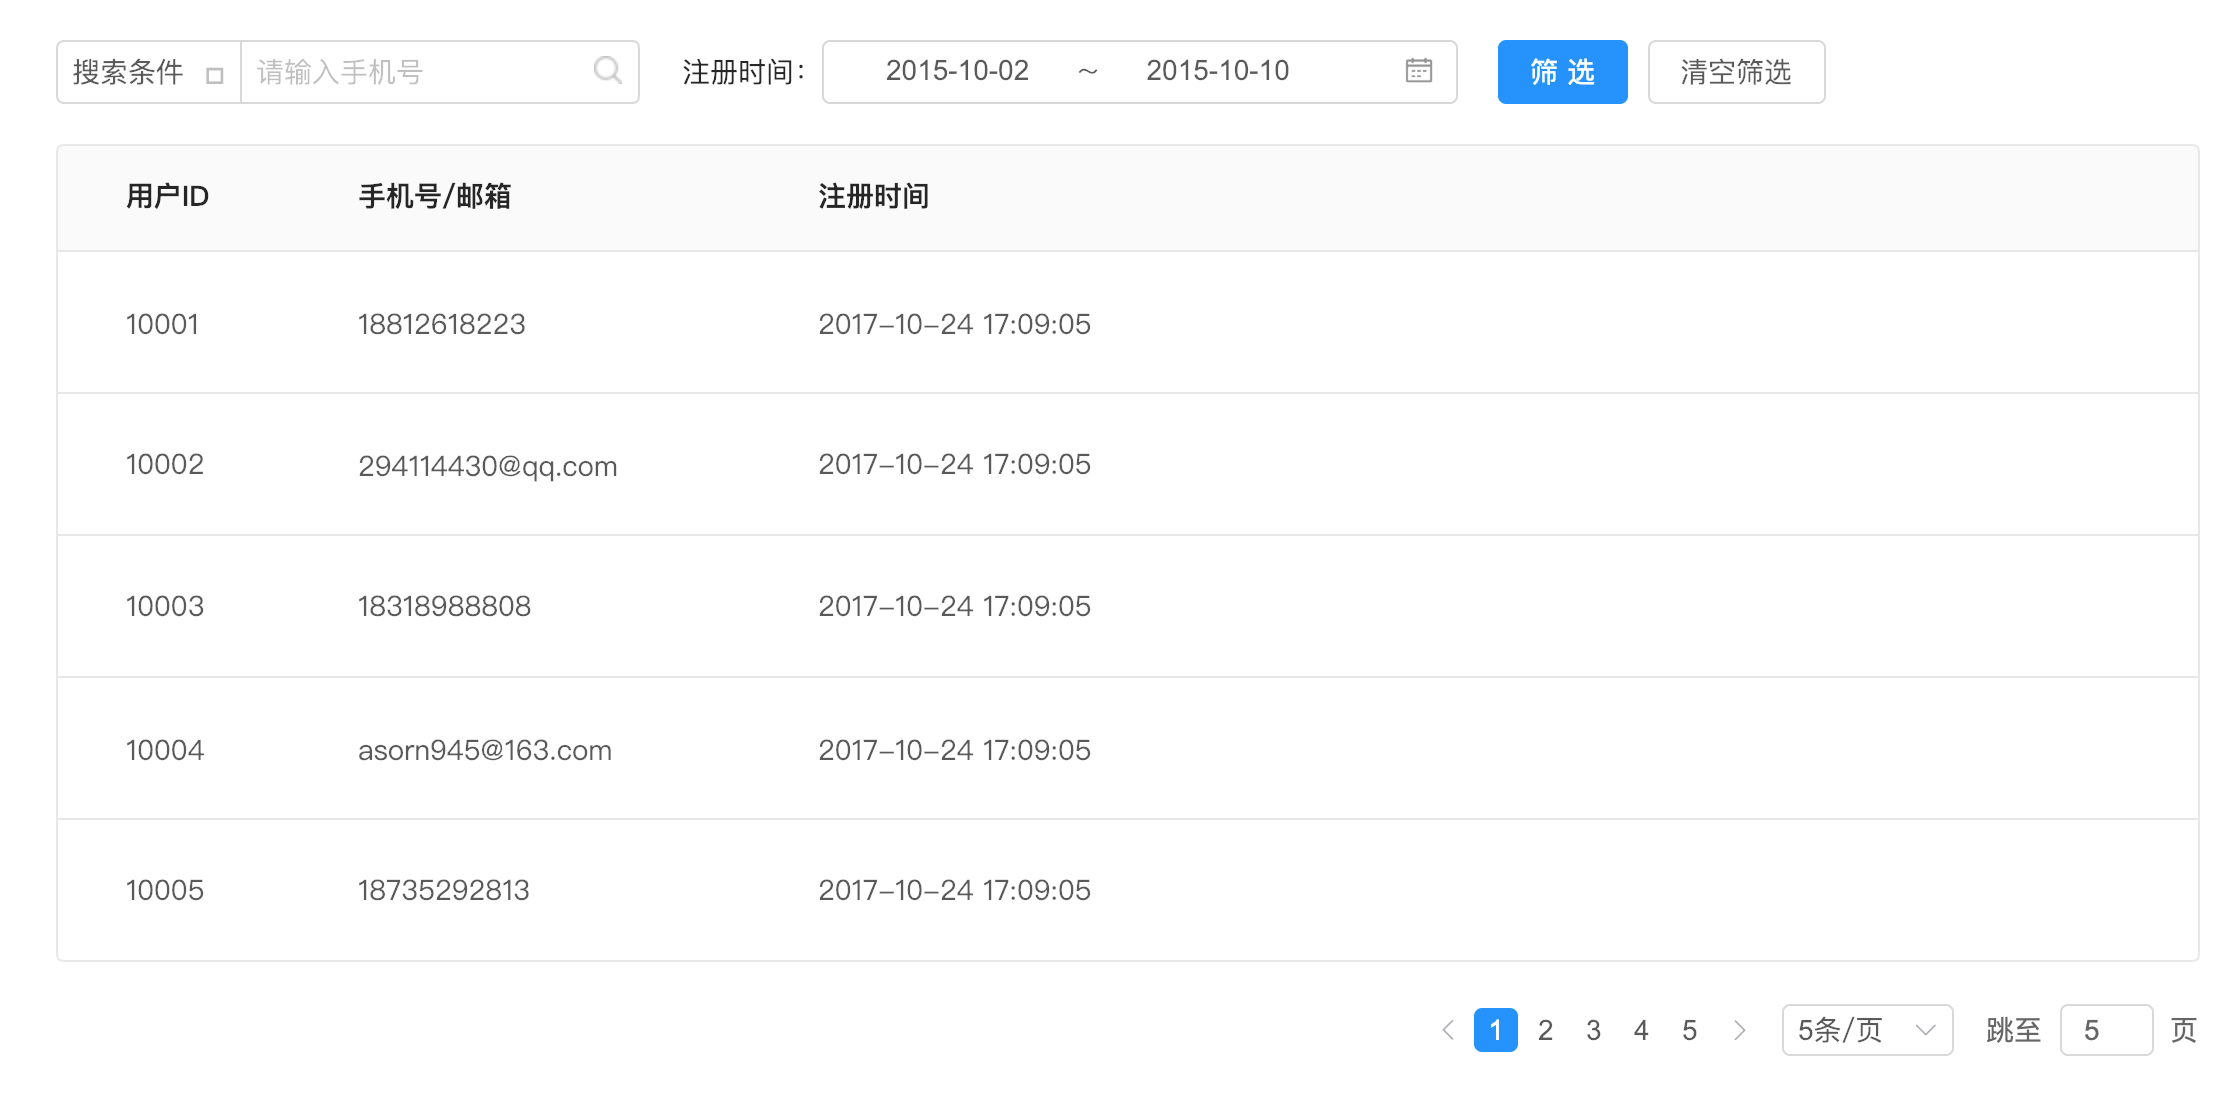 搜索条件 请输入手机号 注册时间： 2015-10-02 ~ 2015-10-10 筛 选 清空筛选
用户ID 手机号/邮箱 注册时间
10001 18812618223 2017-10-24 17:09:05
10002 294114430@qq.com 2017-10-24 17:09:05
10003 18318988808 2017-10-24 17:09:05
10004 asorn945@163.com 2017-10-24 17:09:05
10005 18735292813 2017-10-24 17:09:05
1 2 3 4 5 5条/页 跳至 5 页